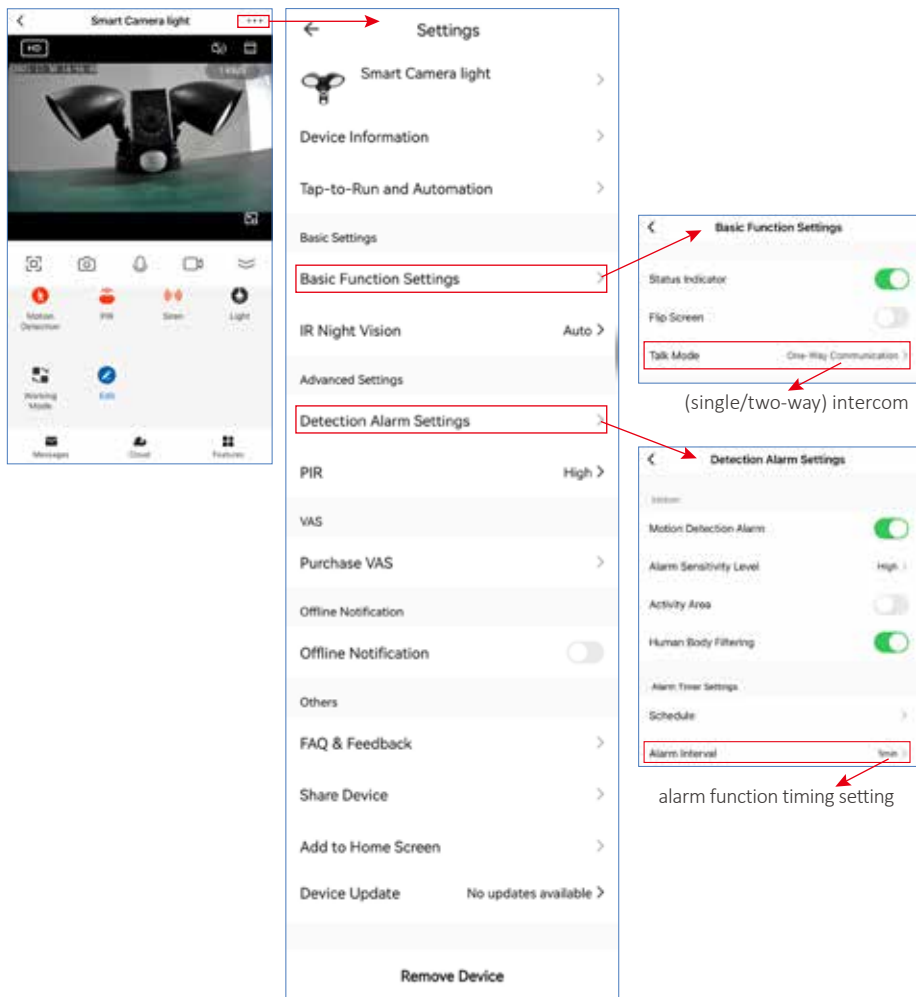 Smart Camera light
HD
Motion
Detection
PIR
Siren
Light
Working
Mode
Edit
Messages
Cloud
Features
Settings
Smart Camera light
Device Information
Tap-to-Run and Automation
Basic Settings
Basic Function Settings
IR Night Vision Auto
Advanced Settings
Detection Alarm Settings
PIR High
VAS
Purchase VAS
Offline Notification
Offline Notification
Others
FAQ & Feedback
Share Device
Add to Home Screen
Device Update No updates available
Remove Device
Basic Function Settings
Status Indicator
Flip Screen
Talk Mode One-Way Communication
(single/two-way) intercom
Detection Alarm Settings
Motion Detection Alarm
Alarm Sensitivity Level High
Activity Area
Human Body Filtering
Alarm Timer Settings
Schedule
Alarm Interval
alarm function timing setting